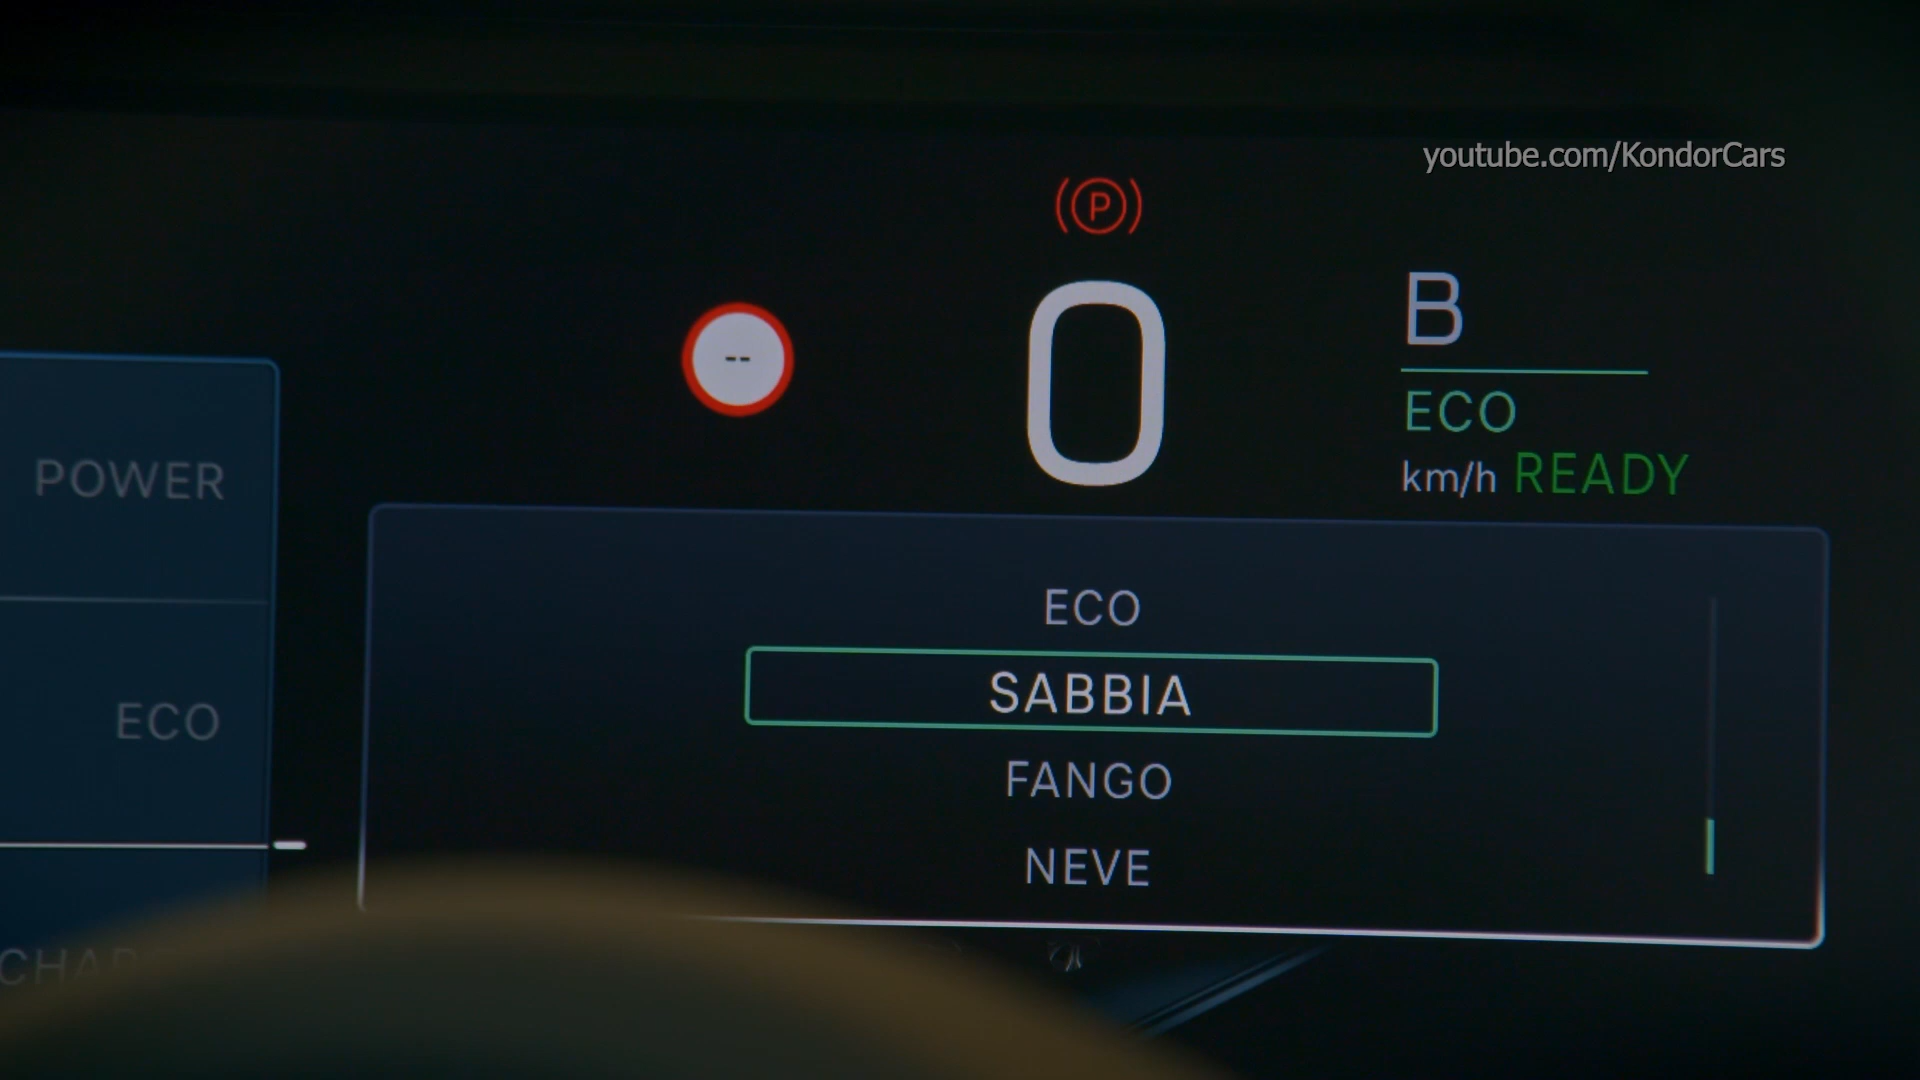 youtube.com/KondorCars
(P)
0
B
--
ECO
km/h READY
POWER
ECO
ECO
SABBIA
FANGO
NEVE